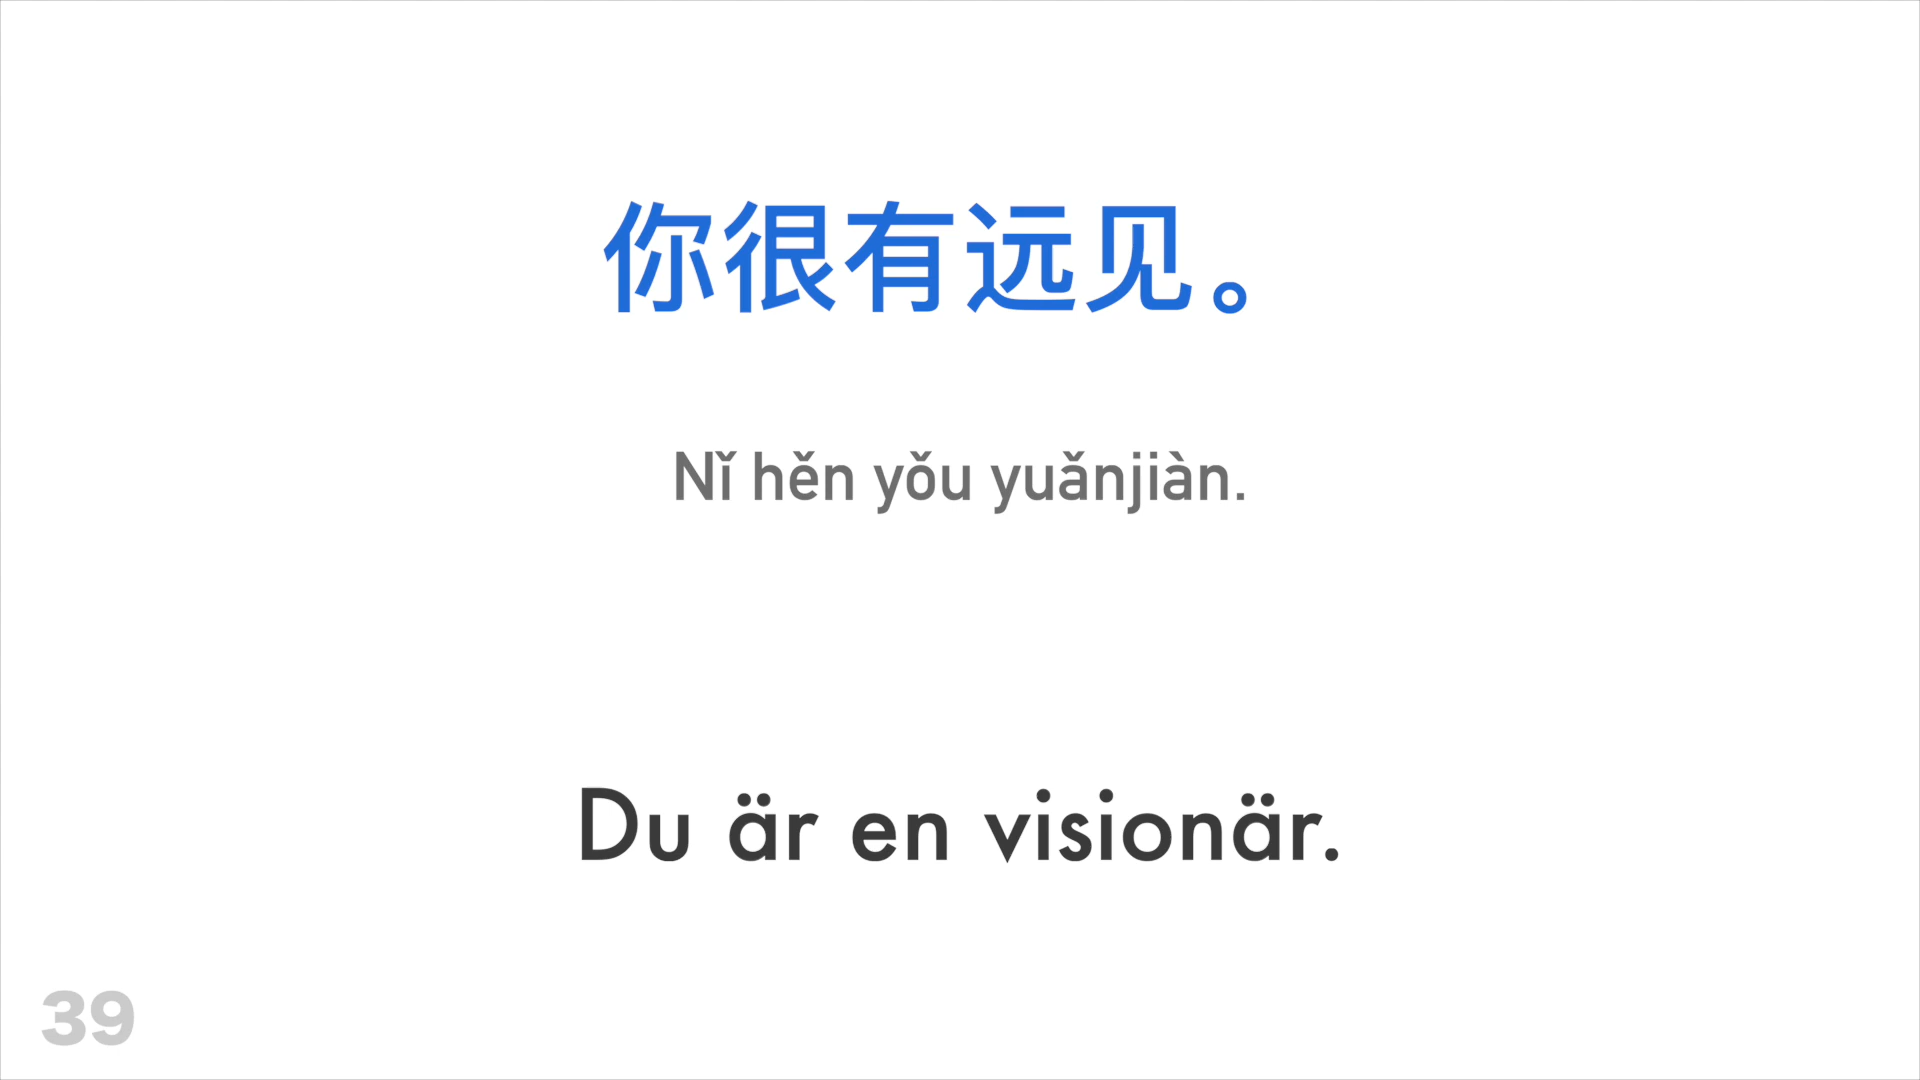 你很有远见。
Nǐ hěn yǒu yuǎnjiàn.
Du är en visionär.
39